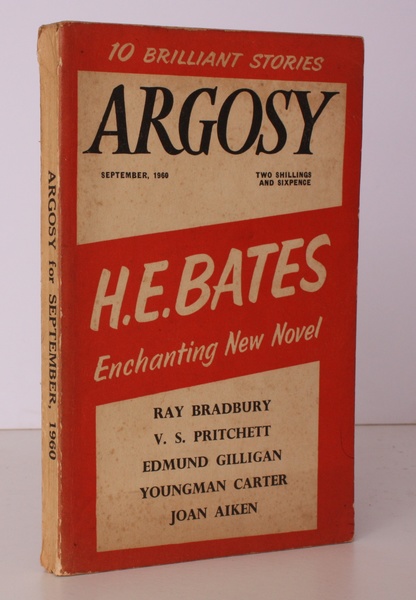 10 BRILLIANT STORIES
ARGOSY
SEPTEMBER, 1960
TWO SHILLINGS
AND SIXPENCE
H.E.BATES
Enchanting New Novel
RAY BRADBURY
V. S. PRITCHETT
EDMUND GILLIGAN
YOUNGMAN CARTER
JOAN AIKEN
ARGOSY for SEPTEMBER, 1960